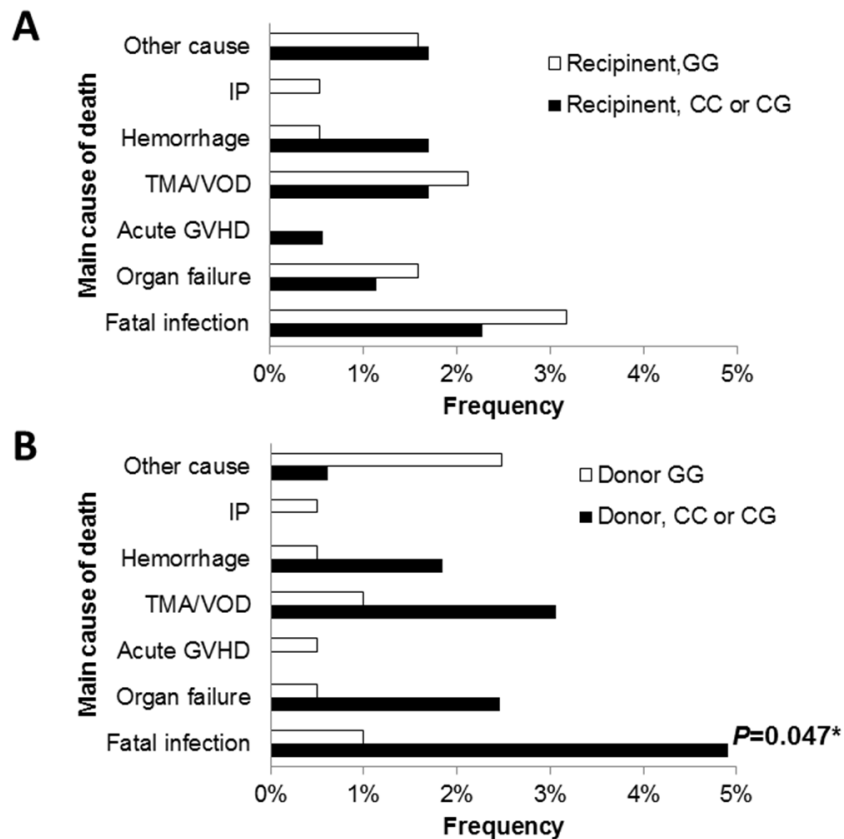 A
Main cause of death
Other cause
IP
Hemorrhage
TMA/VOD
Acute GVHD
Organ failure
Fatal infection
Recipinent,GG
Recipinent, CC or CG
0% 1% 2% 3% 4% 5%
Frequency
B
Main cause of death
Other cause
IP
Hemorrhage
TMA/VOD
Acute GVHD
Organ failure
Fatal infection
Donor GG
Donor, CC or CG
P=0.047*
0% 1% 2% 3% 4% 5%
Frequency